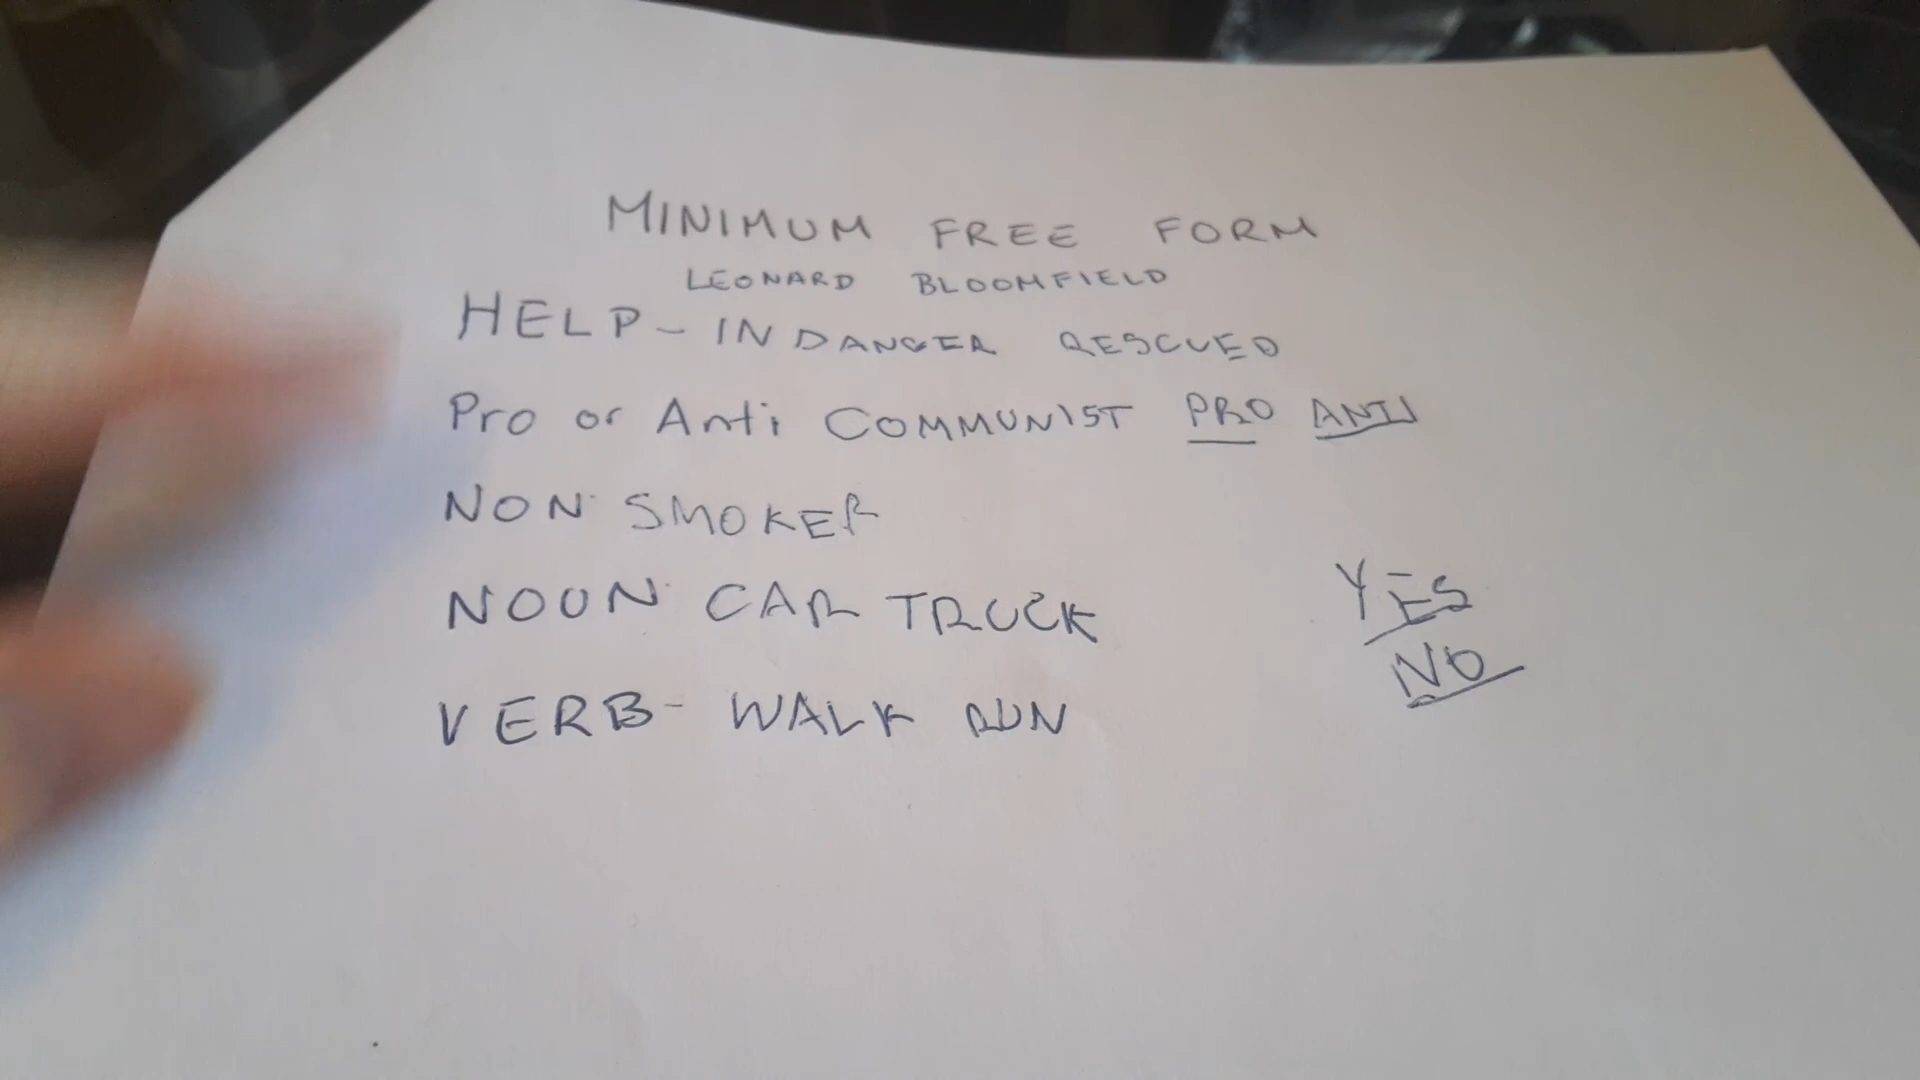 MINIMUM FREE FORM
LEONARD BLOOMFIELD
HELP - IN DANGER RESCUED
Pro or Anti COMMUNIST PRO ANTI
NON SMOKER
NOUN CAR TRUCK
YES
NO
VERB - WALK RUN